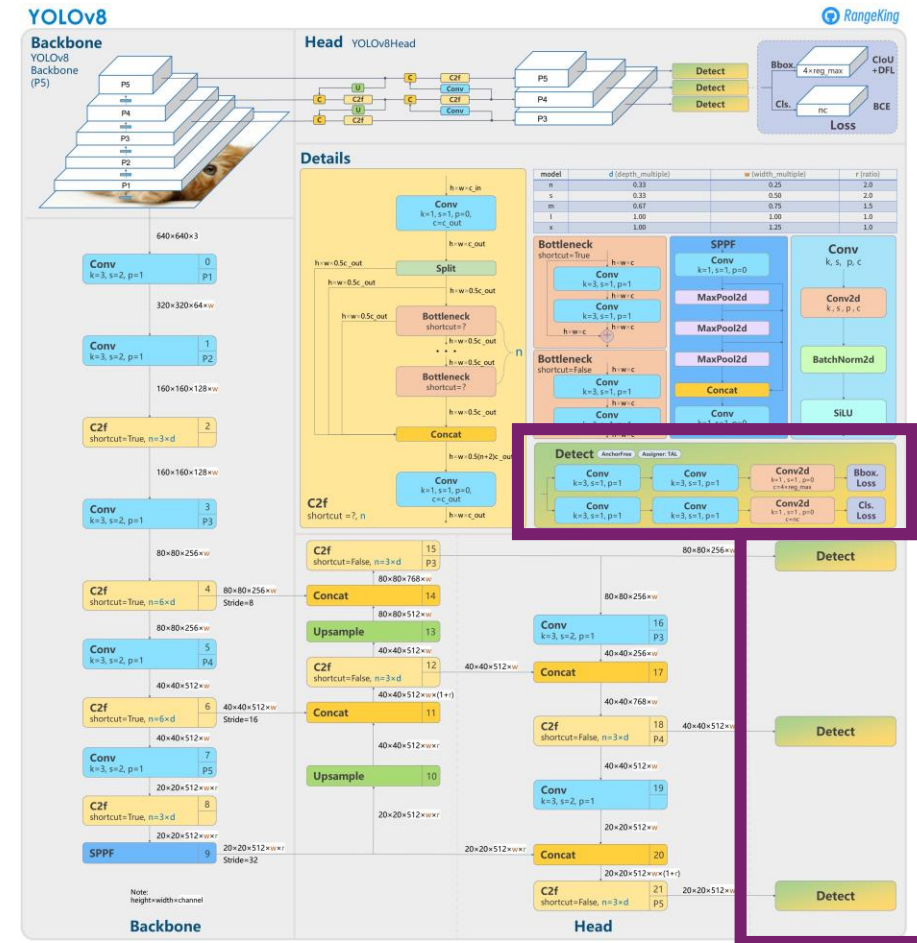 YOLOv8
RangeKing
Backbone
YOLOv8
Backbone
(P5)
P5
P4
P3
P2
P1
Head YOLOv8Head
C
C2f
U
Conv
C
C2f
C
C2f
U
Conv
C
C2f
P5
P4
P3
Detect
Detect
Detect
Bbox.
4×reg_max
CIoU
+DFL
Cls.
nc
BCE
Loss
640×640×3
Conv
k=3, s=2, p=1
0
P1
320×320×64×w
Conv
k=3, s=2, p=1
1
P2
160×160×128×w
C2f
shortcut=True, n=3×d
2
160×160×128×w
Conv
k=3, s=2, p=1
3
P3
80×80×256×w
C2f
shortcut=True, n=6×d
4
80×80×256×w
Stride=8
80×80×256×w
Conv
k=3, s=2, p=1
5
P4
40×40×512×w
C2f
shortcut=True, n=6×d
6
40×40×512×w
Stride=16
40×40×512×w
Conv
k=3, s=2, p=1
7
P5
20×20×512×w×r
C2f
shortcut=True, n=3×d
8
20×20×512×w×r
SPPF
9
20×20×512×w×r
Stride=32
Note:
height×width×channel
Backbone
Details
h=w=c_in
Conv
k=1, s=1, p=0,
c=c_out
h=w=c_out
Split
h=w=0.5c_out
h=w=0.5c_out
h=w=0.5c_out
Bottleneck
shortcut=?
h=w=0.5c_out
• • •
n
h=w=0.5c_out
Bottleneck
shortcut=?
h=w=0.5c_out
Concat
h=w=0.5(n+2)c_out
Conv
k=1, s=1, p=0,
c=c_out
C2f
shortcut =?, n
h=w=c_out
model d (depth_multiple) w (width_multiple) r (ratio)
n 0.33 0.25 2.0
s 0.33 0.50 2.0
m 0.67 0.75 1.5
l 1.00 1.00 1.0
x 1.00 1.25 1.0
Bottleneck
shortcut=True
h=w=c
Conv
k=3, s=1, p=1
h=w=c
Conv
k=3, s=1, p=1
h=w=c
h=w=c
Bottleneck
shortcut=False
h=w=c
Conv
k=3, s=1, p=1
h=w=c
Conv
k=3, s=1, p=1
SPPF
Conv
k=1, s=1, p=0
MaxPool2d
MaxPool2d
MaxPool2d
Concat
Conv
k=1, s=1, p=0
Conv
k, s, p, c
Conv2d
k, s, p, c
BatchNorm2d
SiLU
Detect AnchorFree Assigner: TAL
Conv
k=3, s=1, p=1
Conv
k=3, s=1, p=1
Conv2d
k=1, s=1, p=0
c=4×reg_max
Bbox.
Loss
Conv
k=3, s=1, p=1
Conv
k=3, s=1, p=1
Conv2d
k=1, s=1, p=0
c=nc
Cls.
Loss
C2f
shortcut=False, n=3×d
15
P3
80×80×256×w
Detect
80×80×768×w
Concat
14
80×80×512×w
Upsample
13
40×40×512×w
C2f
shortcut=False, n=3×d
12
40×40×512×w
40×40×512×w×(1+r)
Concat
11
40×40×512×w×r
Upsample
10
20×20×512×w×r
80×80×256×w
Conv
k=3, s=2, p=1
16
P3
40×40×256×w
Concat
17
40×40×768×w
C2f
shortcut=False, n=3×d
18
P4
40×40×512×w
Detect
40×40×512×w
Conv
k=3, s=2, p=1
19
20×20×512×w
20×20×512×w×r
Concat
20
20×20×512×w×(1+r)
C2f
shortcut=False, n=3×d
21
P5
20×20×512×w
Detect
Head